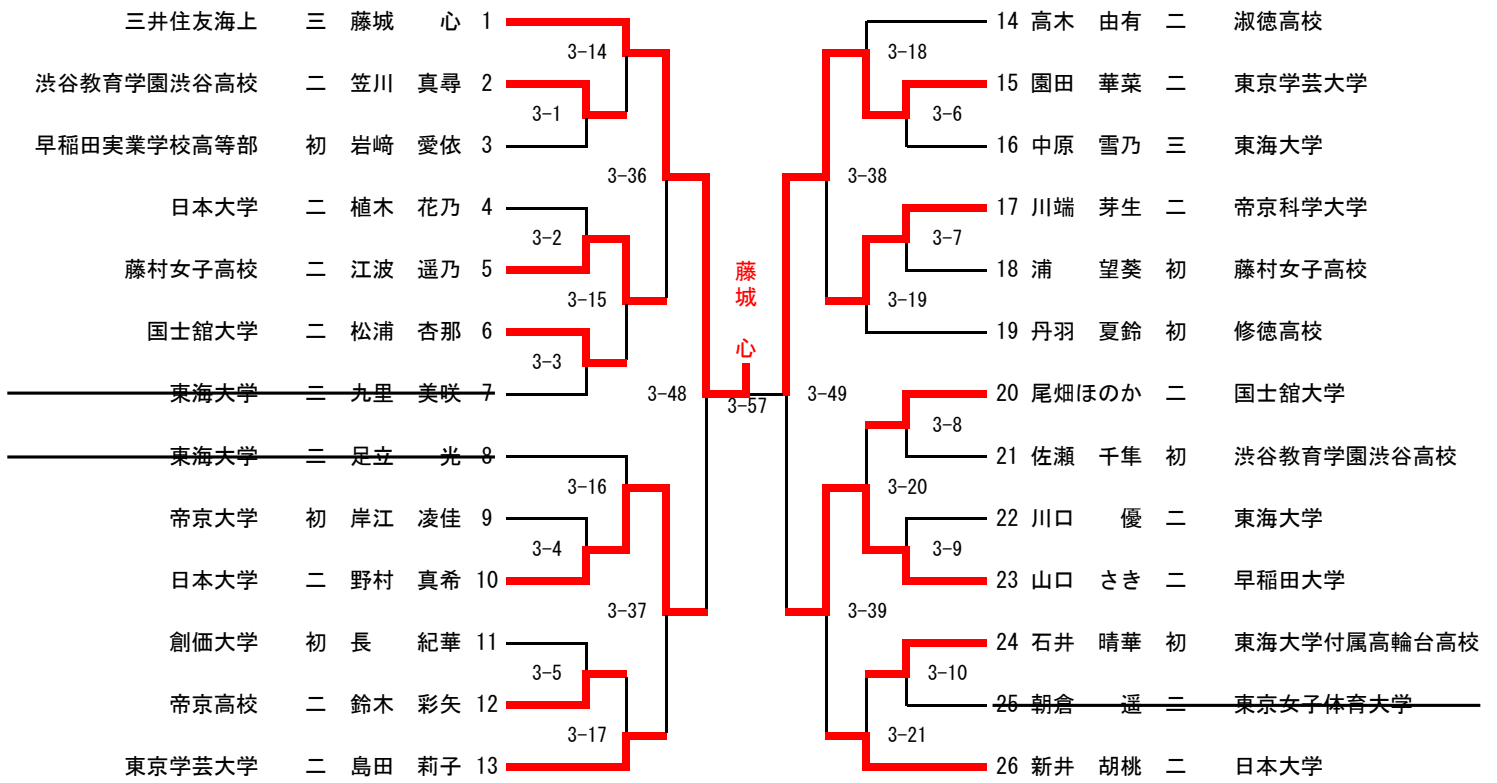 三井住友海上 三 藤城 心 1
3-14
渋谷教育学園渋谷高校 二 笠川 真尋 2
3-1
早稲田実業学校高等部 初 岩﨑 愛依 3
3-36
日本大学 二 植木 花乃 4
3-2
藤村女子高校 二 江波 遥乃 5
3-15
国士舘大学 二 松浦 杏那 6
3-3
東海大学 二 九里 美咲 7
3-48
東海大学 二 足立 光 8
3-16
帝京大学 初 岸江 凌佳 9
3-4
日本大学 二 野村 真希 10
3-37
創価大学 初 長 紀華 11
3-5
帝京高校 二 鈴木 彩矢 12
3-17
東京学芸大学 二 島田 莉子 13
藤城 心
3-57
14 高木 由有 二 淑徳高校
3-18
15 園田 華菜 二 東京学芸大学
3-6
16 中原 雪乃 三 東海大学
3-38
17 川端 芽生 二 帝京科学大学
3-7
18 浦 望葵 初 藤村女子高校
3-19
19 丹羽 夏鈴 初 修徳高校
3-49
20 尾畑ほのか 二 国士舘大学
3-8
21 佐瀬 千隼 初 渋谷教育学園渋谷高校
3-20
22 川口 優 二 東海大学
3-9
23 山口 さき 二 早稲田大学
3-39
24 石井 晴華 初 東海大学付属高輪台高校
3-10
25 朝倉 遥 二 東京女子体育大学
3-21
26 新井 胡桃 二 日本大学